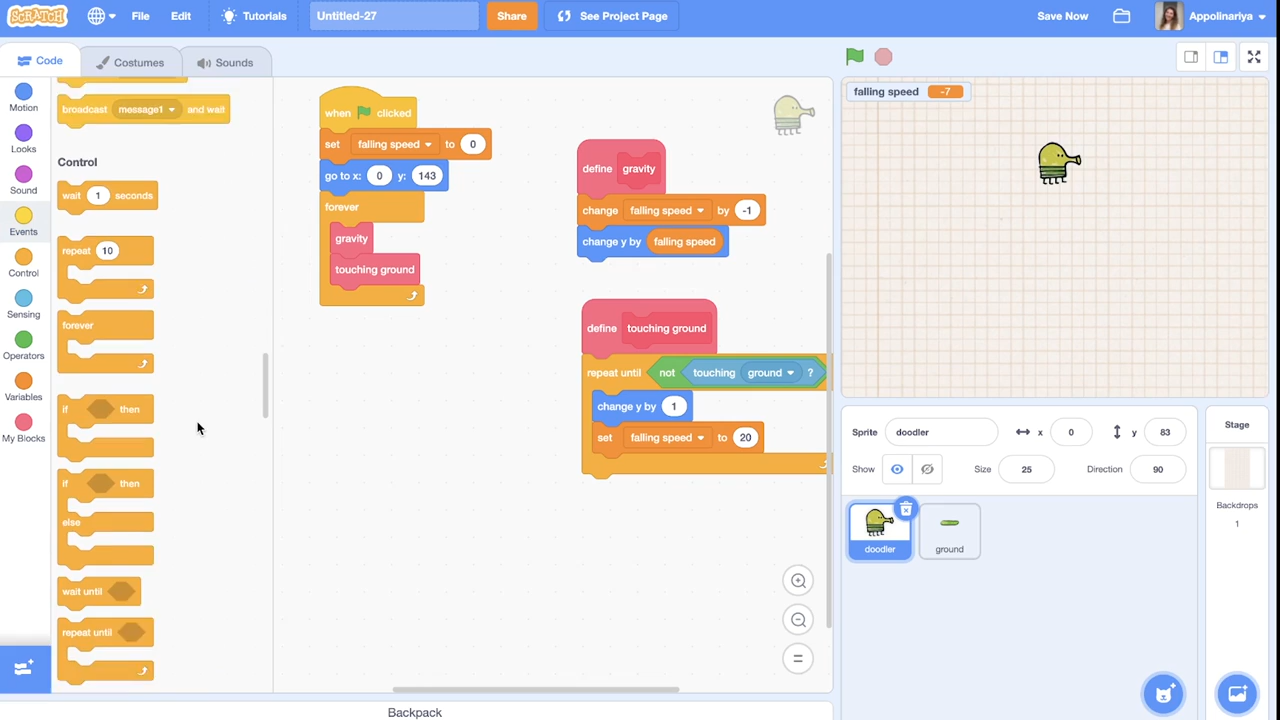 SCRATCH File Edit Tutorials Untitled-27 Share See Project Page Save Now Appolinariya
Code Costumes Sounds
Motion
Looks
Sound
Events
Control
Sensing
Operators
Variables
My Blocks
broadcast message1 and wait
Control
wait 1 seconds
repeat 10
forever
if then
if then
else
wait until
repeat until
when clicked
set falling speed to 0
go to x: 0 y: 143
forever
gravity
touching ground
define gravity
change falling speed by -1
change y by falling speed
define touching ground
repeat until not touching ground ?
change y by 1
set falling speed to 20
falling speed -7
Sprite doodler x 0 y 83
Show Size 25 Direction 90
doodler
ground
Stage
Backdrops
1
Backpack